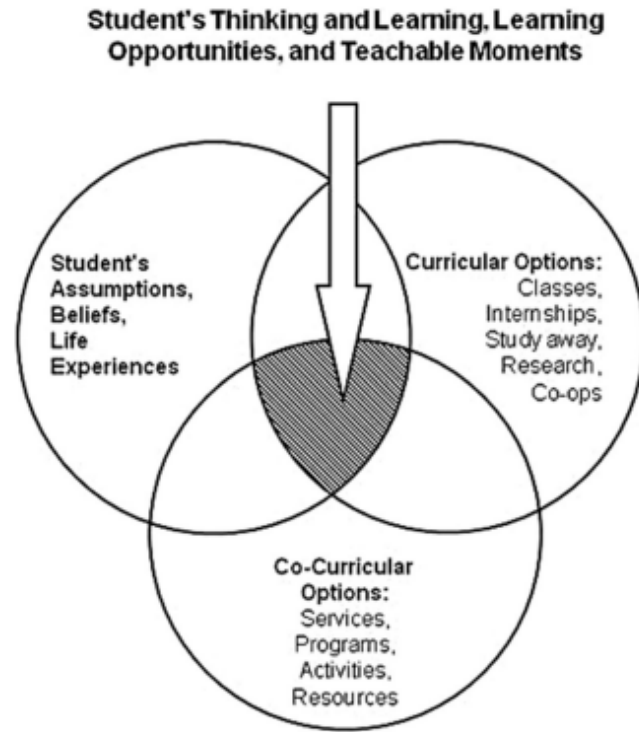 Student's Thinking and Learning, Learning
Opportunities, and Teachable Moments
Student's
Assumptions,
Beliefs,
Life
Experiences
Curricular Options:
Classes,
Internships,
Study away,
Research,
Co-ops
Co-Curricular
Options:
Services,
Programs,
Activities,
Resources